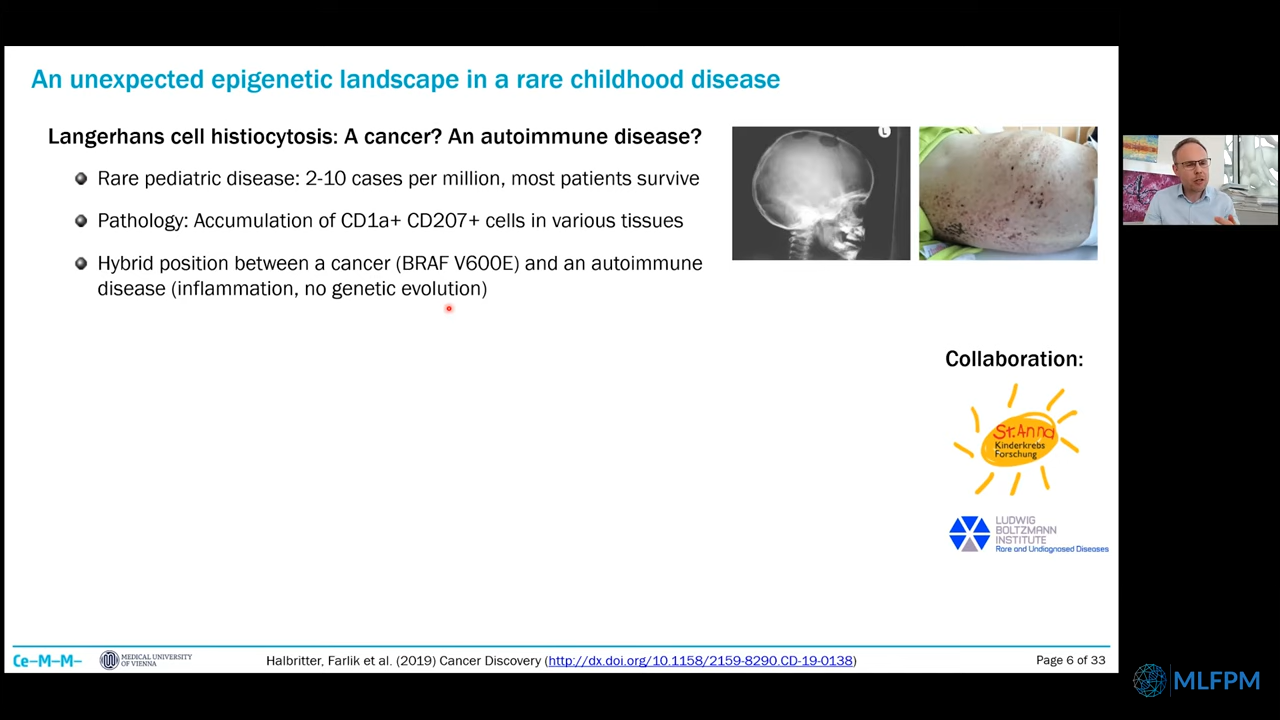 An unexpected epigenetic landscape in a rare childhood disease
Langerhans cell histiocytosis: A cancer? An autoimmune disease?
Rare pediatric disease: 2-10 cases per million, most patients survive
Pathology: Accumulation of CD1a+ CD207+ cells in various tissues
Hybrid position between a cancer (BRAF V600E) and an autoimmune
disease (inflammation, no genetic evolution)
L
Collaboration:
St. Anna
Kinderkrebs
Forschung
LUDWIG
BOLTZMANN
INSTITUTE
Rare and Undiagnosed Diseases
Ce-M-M-
MEDICAL UNIVERSITY
OF VIENNA
Halbritter, Farlik et al. (2019) Cancer Discovery (http://dx.doi.org/10.1158/2159-8290.CD-19-0138)
Page 6 of 33
MLFPM